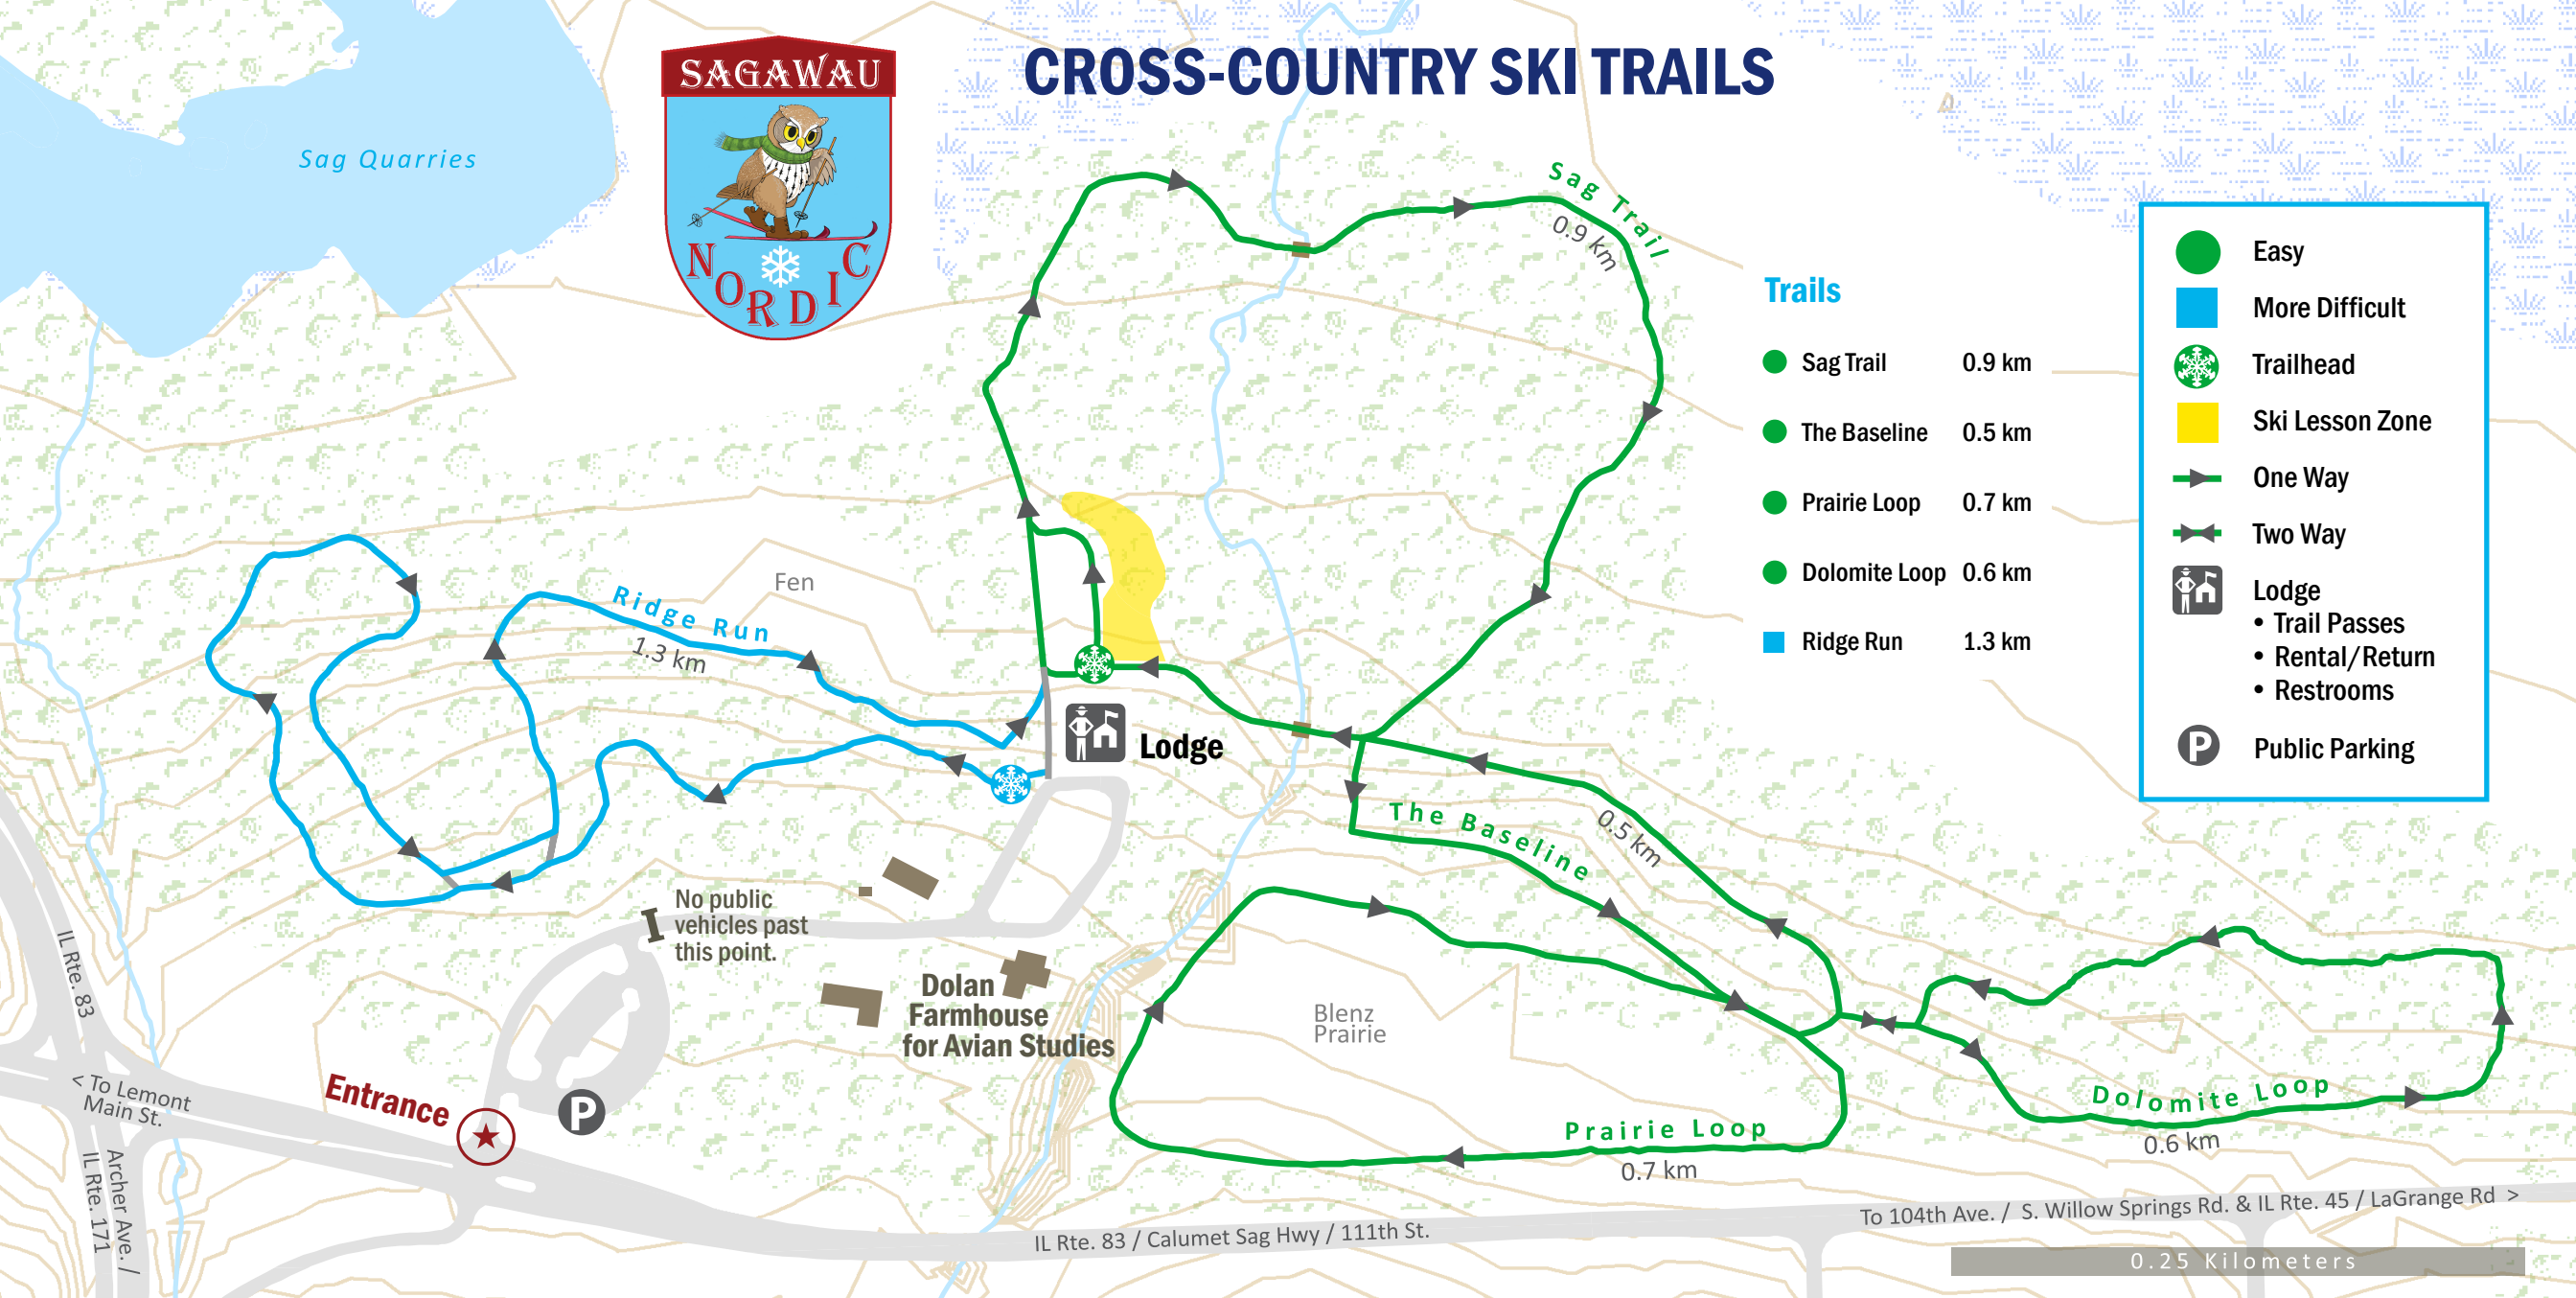 CROSS-COUNTRY SKI TRAILS
SAGAWAU
NORDIC
Sag Quarries
Sag Trail
0.9 km
Trails
Sag Trail 0.9 km
The Baseline 0.5 km
Prairie Loop 0.7 km
Dolomite Loop 0.6 km
Ridge Run 1.3 km
Easy
More Difficult
Trailhead
Ski Lesson Zone
One Way
Two Way
Lodge
• Trail Passes
• Rental/Return
• Restrooms
P Public Parking
Fen
Ridge Run
1.3 km
Lodge
The Baseline
0.5 km
No public
vehicles past
this point.
Dolan
Farmhouse
for Avian Studies
Blenz
Prairie
Entrance
P
IL Rte. 83
< To Lemont
Main St.
Archer Ave. /
IL Rte. 171
Prairie Loop
0.7 km
Dolomite Loop
0.6 km
IL Rte. 83 / Calumet Sag Hwy / 111th St.
To 104th Ave. / S. Willow Springs Rd. & IL Rte. 45 / LaGrange Rd >
0.25 Kilometers